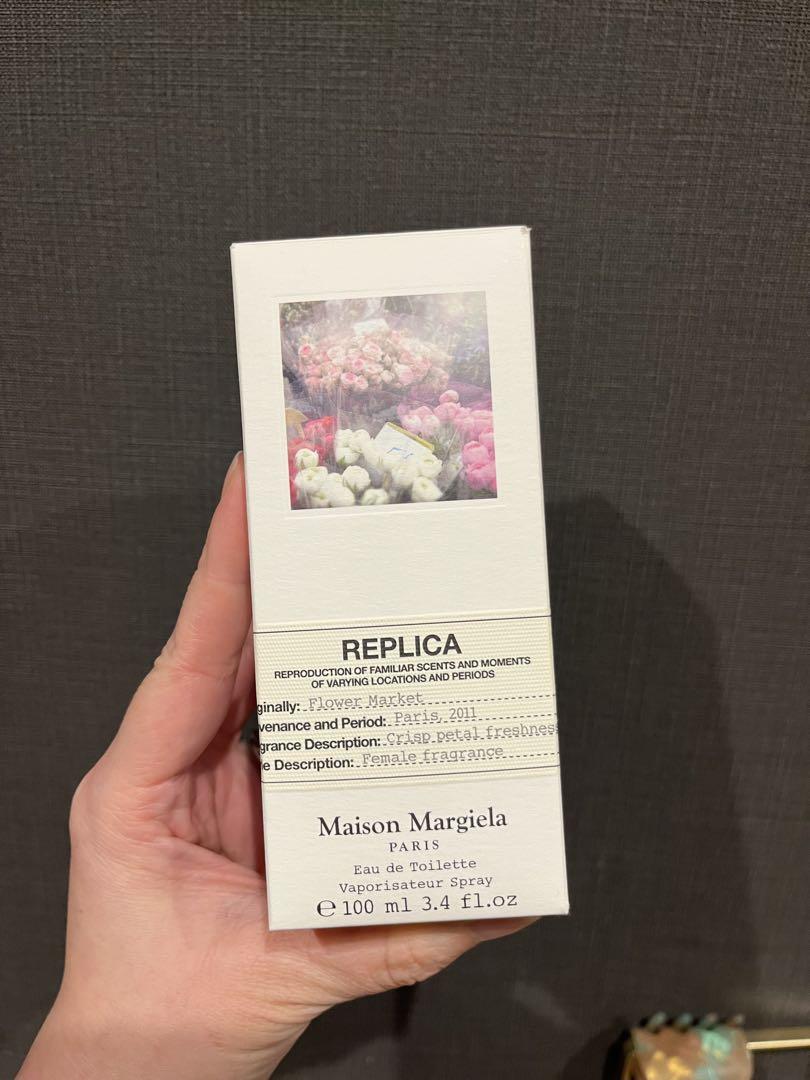 REPLICA
REPRODUCTION OF FAMILIAR SCENTS AND MOMENTS
OF VARYING LOCATIONS AND PERIODS
ginally: Flower Market
venance and Period: Paris, 2011
grance Description: Crisp petal freshness
e Description: Female fragrance
Maison Margiela
PARIS
Eau de Toilette
Vaporisateur Spray
℮ 100 ml 3.4 fl.oz